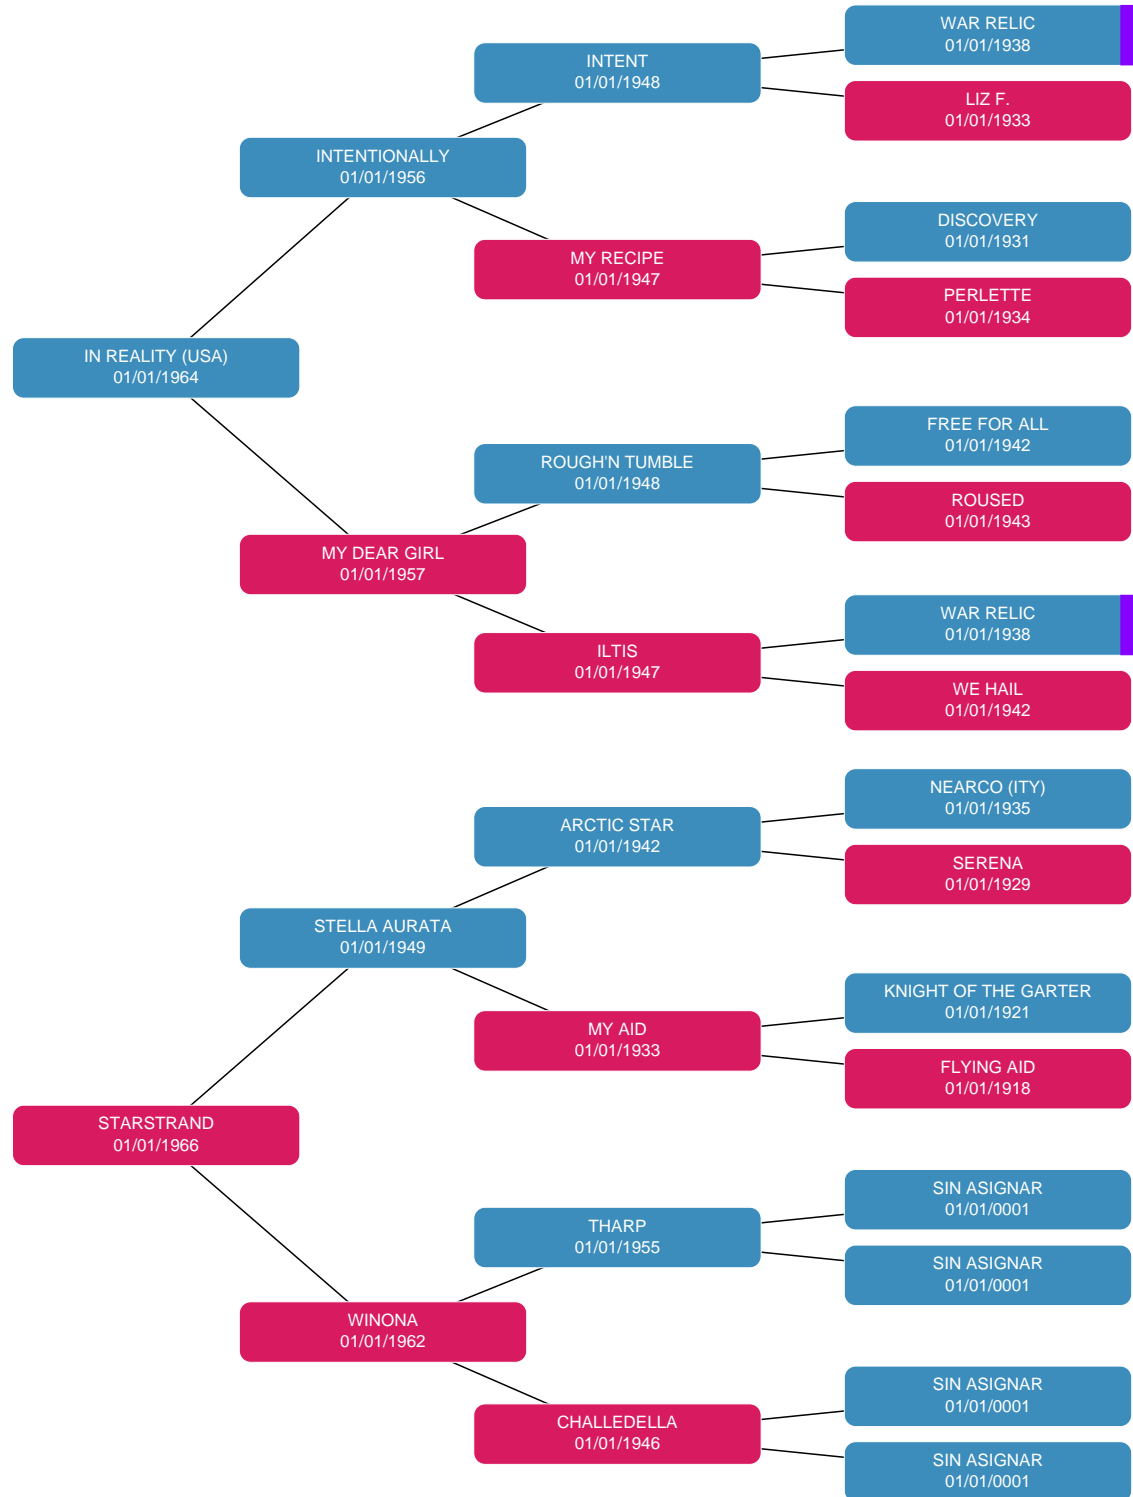 WAR RELIC
01/01/1938
INTENT
01/01/1948
LIZ F.
01/01/1933
INTENTIONALLY
01/01/1956
DISCOVERY
01/01/1931
MY RECIPE
01/01/1947
PERLETTE
01/01/1934
IN REALITY (USA)
01/01/1964
FREE FOR ALL
01/01/1942
ROUGH'N TUMBLE
01/01/1948
ROUSED
01/01/1943
MY DEAR GIRL
01/01/1957
WAR RELIC
01/01/1938
ILTIS
01/01/1947
WE HAIL
01/01/1942
NEARCO (ITY)
01/01/1935
ARCTIC STAR
01/01/1942
SERENA
01/01/1929
STELLA AURATA
01/01/1949
KNIGHT OF THE GARTER
01/01/1921
MY AID
01/01/1933
FLYING AID
01/01/1918
STARSTRAND
01/01/1966
SIN ASIGNAR
01/01/0001
THARP
01/01/1955
SIN ASIGNAR
01/01/0001
WINONA
01/01/1962
SIN ASIGNAR
01/01/0001
CHALLEDELLA
01/01/1946
SIN ASIGNAR
01/01/0001